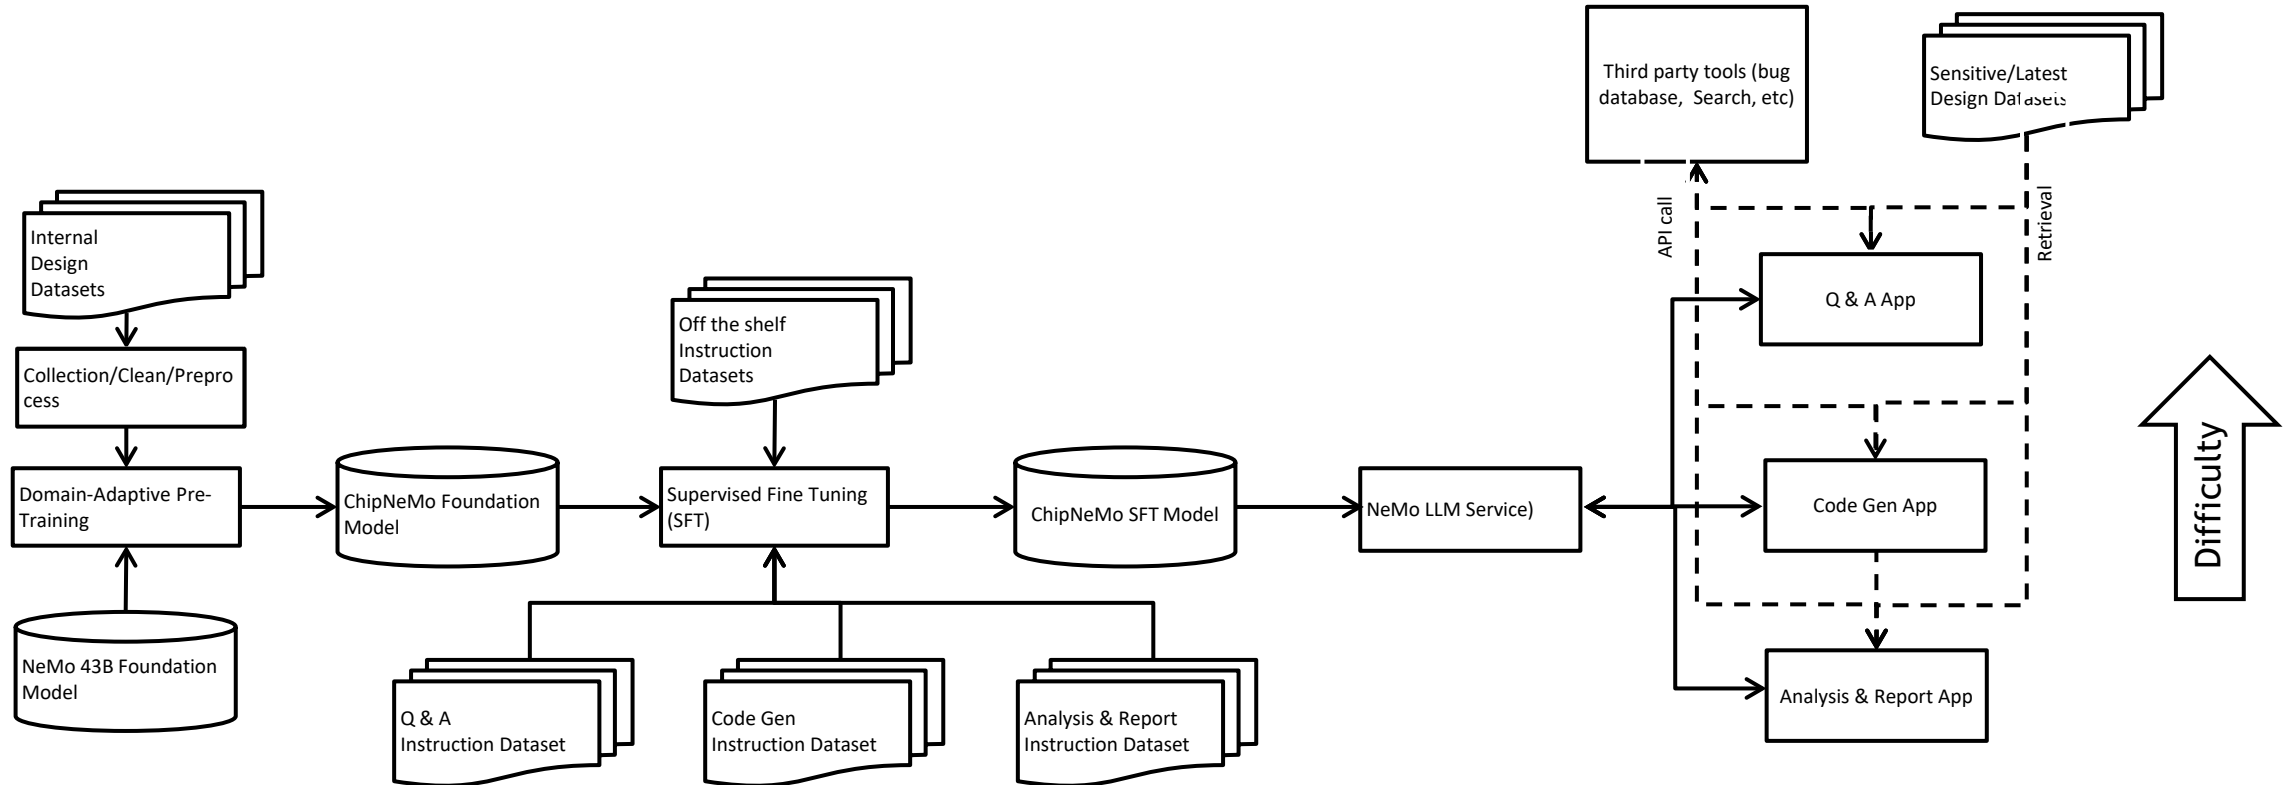 Third party tools (bug
database, Search, etc)
Sensitive/Latest
Design Datasets
API call
Retrieval
Internal
Design
Datasets
Collection/Clean/Prepro
cess
Domain-Adaptive Pre-
Training
NeMo 43B Foundation
Model
ChipNeMo Foundation
Model
Off the shelf
Instruction
Datasets
Supervised Fine Tuning
(SFT)
Q & A
Instruction Dataset
Code Gen
Instruction Dataset
Analysis & Report
Instruction Dataset
ChipNeMo SFT Model
NeMo LLM Service)
Q & A App
Code Gen App
Analysis & Report App
Difficulty